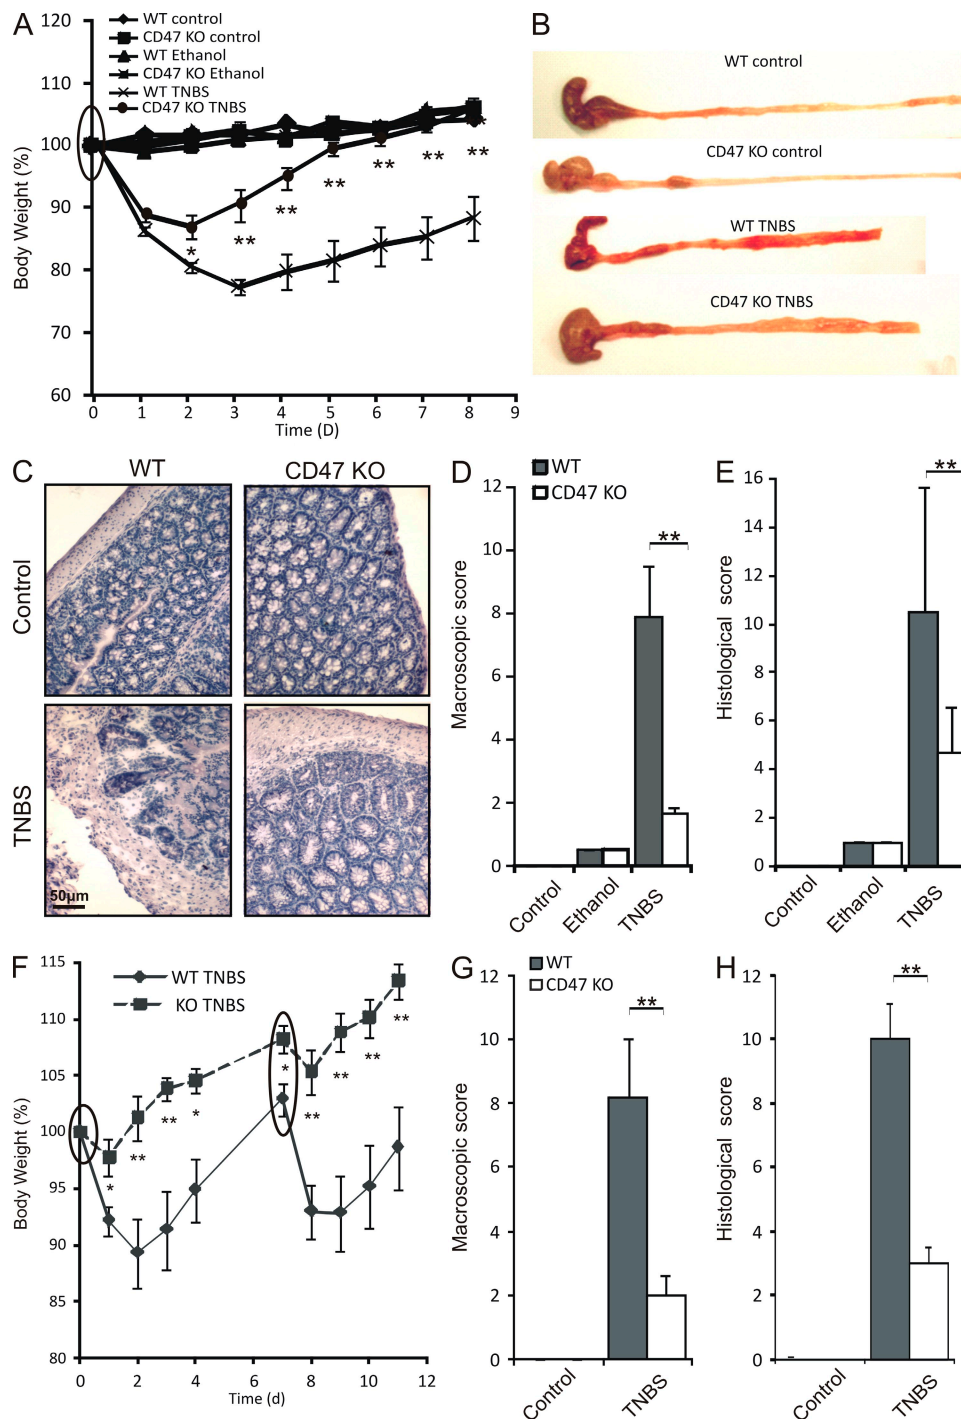 A
120
110
100
90
80
70
60
Body Weight (%)
WT control
CD47 KO control
WT Ethanol
CD47 KO Ethanol
WT TNBS
CD47 KO TNBS
*
**
**
**
**
**
**
0 1 2 3 4 5 6 7 8 9
Time (D)
B
WT control
CD47 KO control
WT TNBS
CD47 KO TNBS
C
WT CD47 KO
Control
TNBS
50µm
D
WT
CD47 KO
12
10
8
6
4
2
0
Macroscopic score
**
Control Ethanol TNBS
E
16
14
12
10
8
6
4
2
0
Histological score
**
Control Ethanol TNBS
F
115
110
105
100
95
90
85
80
Body Weight (%)
WT TNBS
KO TNBS
*
**
**
*
*
**
**
**
**
0 2 4 6 8 10 12
Time (d)
G
WT
CD47 KO
12
10
8
6
4
2
0
Macroscopic score
**
Control TNBS
H
12
10
8
6
4
2
0
Histological score
**
Control TNBS